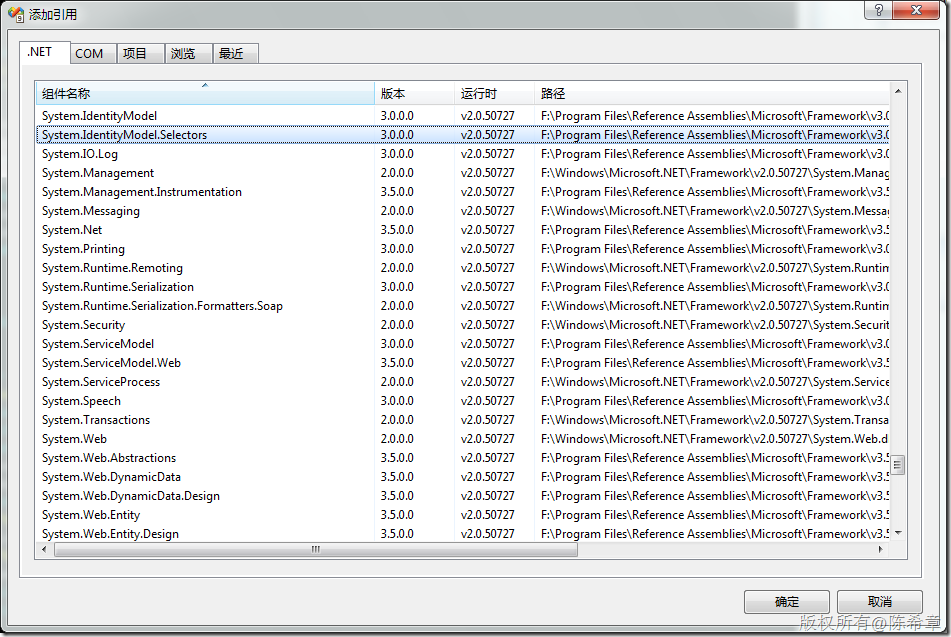 添加引用
.NET COM 项目 浏览 最近
组件名称 版本 运行时 路径
System.IdentityModel 3.0.0.0 v2.0.50727 F:\Program Files\Reference Assemblies\Microsoft\Framework\v3.0
System.IdentityModel.Selectors 3.0.0.0 v2.0.50727 F:\Program Files\Reference Assemblies\Microsoft\Framework\v3.0
System.IO.Log 3.0.0.0 v2.0.50727 F:\Program Files\Reference Assemblies\Microsoft\Framework\v3.0
System.Management 2.0.0.0 v2.0.50727 F:\Windows\Microsoft.NET\Framework\v2.0.50727\System.Manag
System.Management.Instrumentation 3.5.0.0 v2.0.50727 F:\Program Files\Reference Assemblies\Microsoft\Framework\v3.5
System.Messaging 2.0.0.0 v2.0.50727 F:\Windows\Microsoft.NET\Framework\v2.0.50727\System.Messa
System.Net 3.5.0.0 v2.0.50727 F:\Program Files\Reference Assemblies\Microsoft\Framework\v3.5
System.Printing 3.0.0.0 v2.0.50727 F:\Program Files\Reference Assemblies\Microsoft\Framework\v3.0
System.Runtime.Remoting 2.0.0.0 v2.0.50727 F:\Windows\Microsoft.NET\Framework\v2.0.50727\System.Runtim
System.Runtime.Serialization 3.0.0.0 v2.0.50727 F:\Program Files\Reference Assemblies\Microsoft\Framework\v3.0
System.Runtime.Serialization.Formatters.Soap 2.0.0.0 v2.0.50727 F:\Windows\Microsoft.NET\Framework\v2.0.50727\System.Runtim
System.Security 2.0.0.0 v2.0.50727 F:\Windows\Microsoft.NET\Framework\v2.0.50727\System.Securit
System.ServiceModel 3.0.0.0 v2.0.50727 F:\Program Files\Reference Assemblies\Microsoft\Framework\v3.0
System.ServiceModel.Web 3.5.0.0 v2.0.50727 F:\Program Files\Reference Assemblies\Microsoft\Framework\v3.5
System.ServiceProcess 2.0.0.0 v2.0.50727 F:\Windows\Microsoft.NET\Framework\v2.0.50727\System.Service
System.Speech 3.0.0.0 v2.0.50727 F:\Program Files\Reference Assemblies\Microsoft\Framework\v3.0
System.Transactions 2.0.0.0 v2.0.50727 F:\Windows\Microsoft.NET\Framework\v2.0.50727\System.Transa
System.Web 2.0.0.0 v2.0.50727 F:\Windows\Microsoft.NET\Framework\v2.0.50727\System.Web.d
System.Web.Abstractions 3.5.0.0 v2.0.50727 F:\Program Files\Reference Assemblies\Microsoft\Framework\v3.5
System.Web.DynamicData 3.5.0.0 v2.0.50727 F:\Program Files\Reference Assemblies\Microsoft\Framework\v3.5
System.Web.DynamicData.Design 3.5.0.0 v2.0.50727 F:\Program Files\Reference Assemblies\Microsoft\Framework\v3.5
System.Web.Entity 3.5.0.0 v2.0.50727 F:\Program Files\Reference Assemblies\Microsoft\Framework\v3.5
System.Web.Entity.Design 3.5.0.0 v2.0.50727 F:\Program Files\Reference Assemblies\Microsoft\Framework\v3.5
确定 取消
版权所有@陈希章